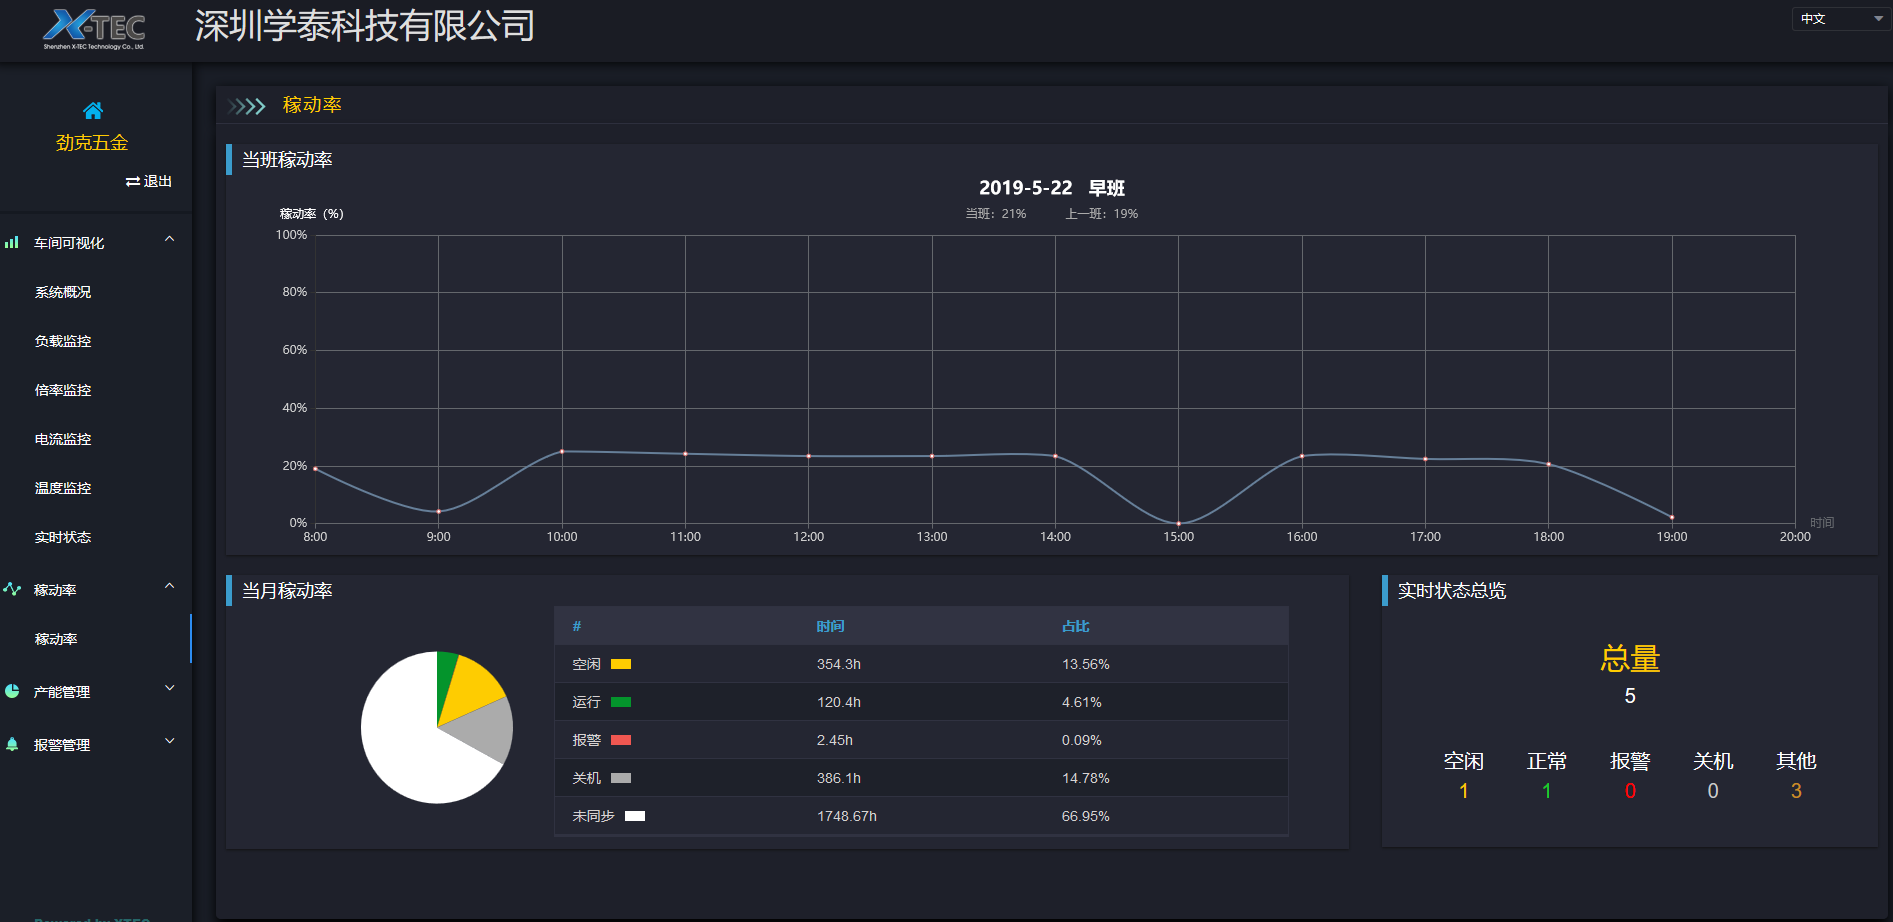 X-TEC
Shenzhen X-TEC Technology Co., Ltd.
深圳学泰科技有限公司
中文
劲克五金
退出
车间可视化
系统概况
负载监控
倍率监控
电流监控
温度监控
实时状态
稼动率
稼动率
产能管理
报警管理
Powered by XTEC
稼动率
当班稼动率
2019-5-22 早班
当班：21% 上一班：19%
稼动率（%）
100%
80%
60%
40%
20%
0%
8:00 9:00 10:00 11:00 12:00 13:00 14:00 15:00 16:00 17:00 18:00 19:00 20:00
时间
当月稼动率
# 时间 占比
空闲 354.3h 13.56%
运行 120.4h 4.61%
报警 2.45h 0.09%
关机 386.1h 14.78%
未同步 1748.67h 66.95%
实时状态总览
总量
5
空闲 正常 报警 关机 其他
1 1 0 0 3